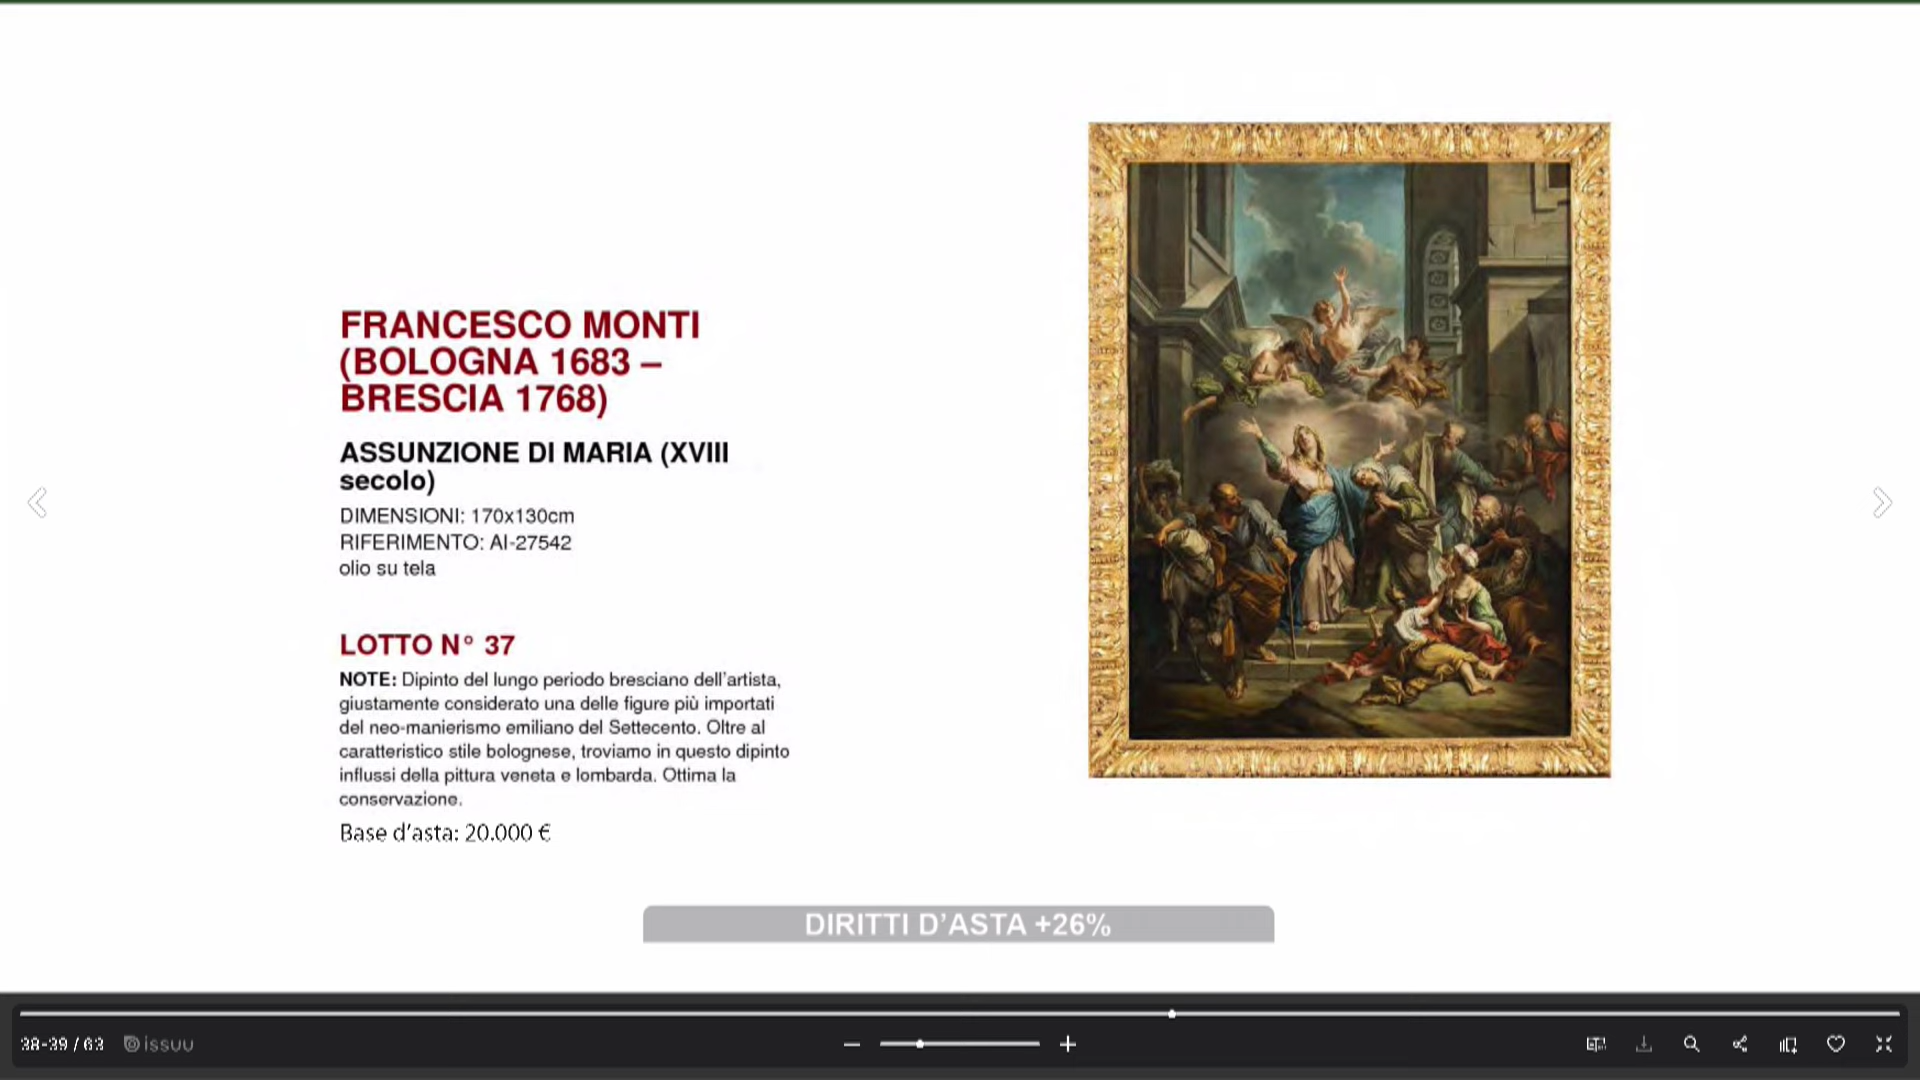 FRANCESCO MONTI
(BOLOGNA 1683 –
BRESCIA 1768)
ASSUNZIONE DI MARIA (XVIII
secolo)
DIMENSIONI: 170x130cm
RIFERIMENTO: AI-27542
olio su tela
LOTTO N° 37
NOTE: Dipinto del lungo periodo bresciano dell'artista,
giustamente considerato una delle figure più importati
del neo-manierismo emiliano del Settecento. Oltre al
caratteristico stile bolognese, troviamo in questo dipinto
influssi della pittura veneta e lombarda. Ottima la
conservazione.
Base d'asta: 20.000 €
DIRITTI D'ASTA +26%
38-39 / 63 issuu